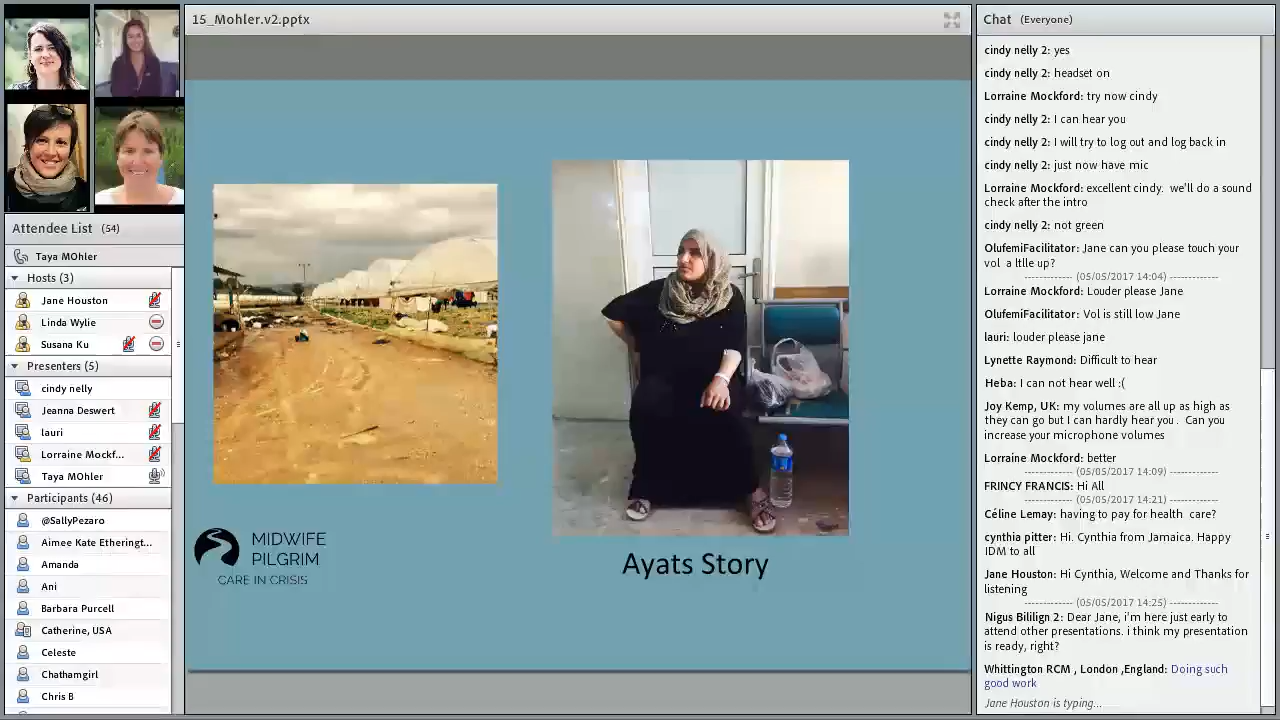 15_Mohler.v2.pptx
MIDWIFE
PILGRIM
CARE IN CRISIS
Ayats Story
Attendee List (54)
Taya MOhler
Hosts (3)
Jane Houston
Linda Wylie
Susana Ku
Presenters (5)
cindy nelly
Jeanna Deswert
lauri
Lorraine Mockf...
Taya MOhler
Participants (46)
@SallyPezaro
Aimee Kate Etheringt...
Amanda
Ani
Barbara Purcell
Catherine, USA
Celeste
Chathamgirl
Chris B
Chat (Everyone)
cindy nelly 2: yes
cindy nelly 2: headset on
Lorraine Mockford: try now cindy
cindy nelly 2: I can hear you
cindy nelly 2: I will try to log out and log back in
cindy nelly 2: just now have mic
Lorraine Mockford: excellent cindy. we'll do a sound
check after the intro
cindy nelly 2: not green
OlufemiFacilitator: Jane can you please touch your
vol a ltlle up?
------------ (05/05/2017 14:04) ------------
Lorraine Mockford: Louder please Jane
OlufemiFacilitator: Vol is still low Jane
lauri: louder please jane
Lynette Raymond: Difficult to hear
Heba: I can not hear well :(
Joy Kemp, UK: my volumes are all up as high as
they can go but I can hardly hear you . Can you
increase your microphone volumes
Lorraine Mockford: better
------------ (05/05/2017 14:09) ------------
FRINCY FRANCIS: Hi All
------------ (05/05/2017 14:21) ------------
Céline Lemay: having to pay for health care?
cynthia pitter: Hi. Cynthia from Jamaica. Happy
IDM to all
Jane Houston: Hi Cynthia, Welcome and Thanks for
listening
------------ (05/05/2017 14:25) ------------
Nigus Bililign 2: Dear Jane, i'm here just early to
attend other presentations. i think my presentation
is ready, right?
Whittington RCM , London ,England: Doing such
good work
Jane Houston is typing...